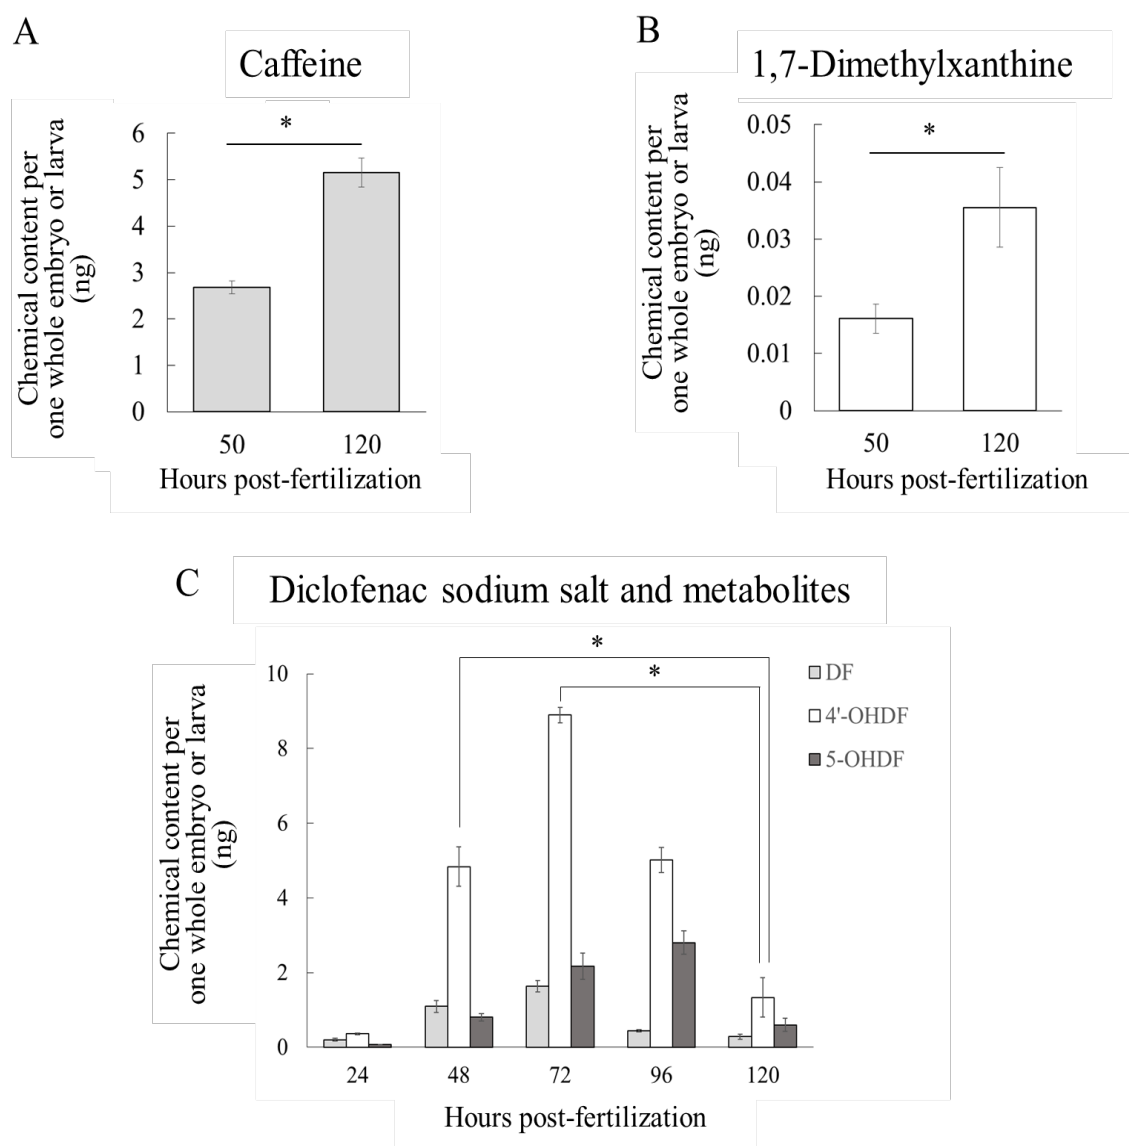 A
Caffeine
Chemical content per
one whole embryo or larva
(ng)
6
5
4
3
2
1
0
*
50 120
Hours post-fertilization
B
1,7-Dimethylxanthine
Chemical content per
one whole embryo or larva
(ng)
0.05
0.04
0.03
0.02
0.01
0
*
50 120
Hours post-fertilization
C
Diclofenac sodium salt and metabolites
Chemical content per
one whole embryo or larva
(ng)
10
8
6
4
2
0
*
*
DF
4'-OHDF
5-OHDF
24 48 72 96 120
Hours post-fertilization